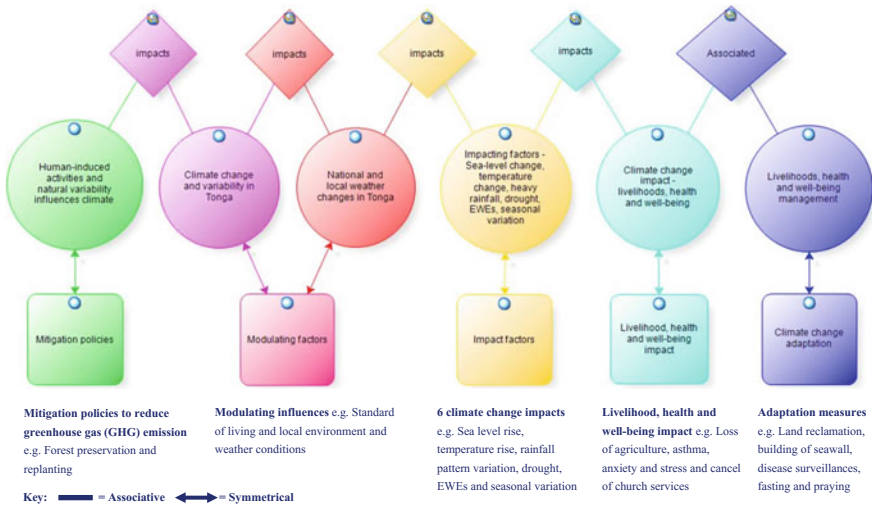 impacts
impacts
impacts
impacts
Associated
Human-induced
activities and
natural variability
influences climate
Climate change
and variability in
Tonga
National and
local weather
changes in Tonga
Impacting factors -
Sea-level change,
temperature
change, heavy
rainfall, drought,
EWEs, seasonal
variation
Climate change
impact -
livelihoods, health
and well-being
Livelihoods, health
and well-being
management
Mitigation policies
Modulating factors
Impact factors
Livelihood, health
and well-being
impact
Climate change
adaptation
Mitigation policies to reduce
greenhouse gas (GHG) emission
e.g. Forest preservation and
replanting
Modulating influences e.g. Standard
of living and local environment and
weather conditions
6 climate change impacts
e.g. Sea level rise,
temperature rise, rainfall
pattern variation, drought,
EWEs and seasonal variation
Livelihood, health and
well-being impact e.g. Loss
of agriculture, asthma,
anxiety and stress and cancel
of church services
Adaptation measures
e.g. Land reclamation,
building of seawall,
disease surveillances,
fasting and praying
Key: = Associative = Symmetrical